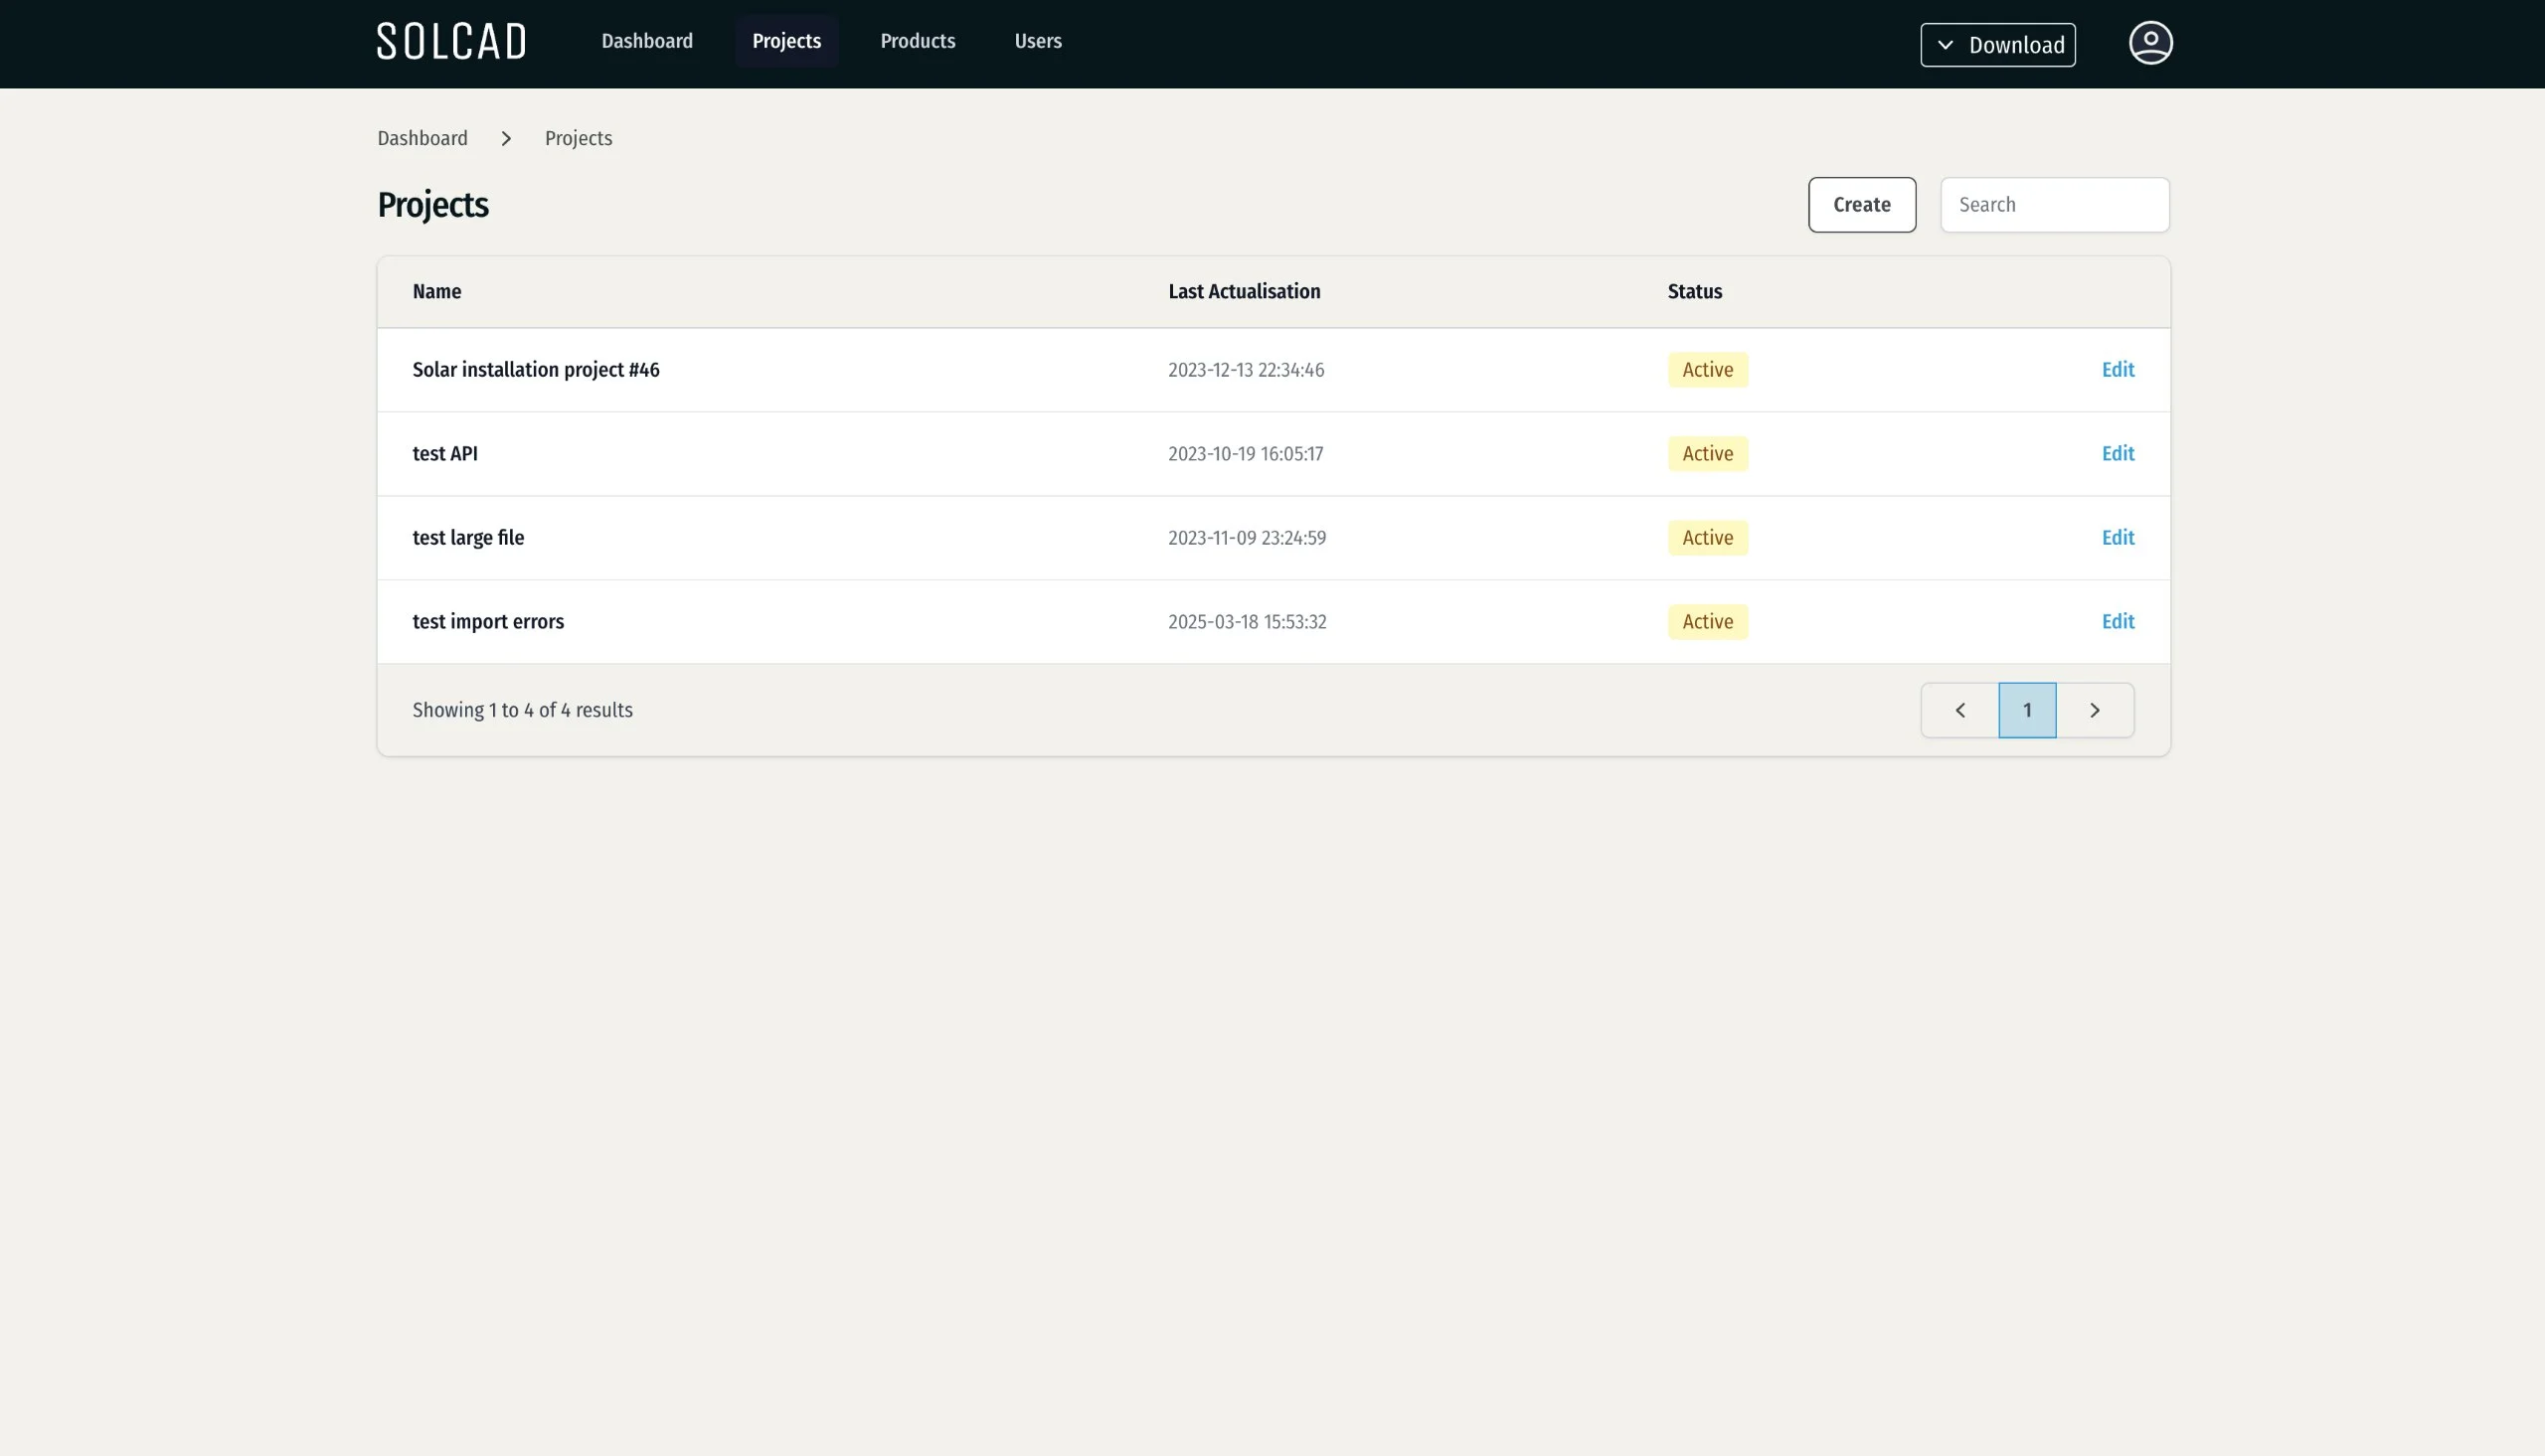 SOLCAD Dashboard Projects Products Users Download
Dashboard Projects
Projects Create Search
Name Last Actualisation Status
Solar installation project #46 2023-12-13 22:34:46 Active Edit
test API 2023-10-19 16:05:17 Active Edit
test large file 2023-11-09 23:24:59 Active Edit
test import errors 2025-03-18 15:53:32 Active Edit
Showing 1 to 4 of 4 results 1